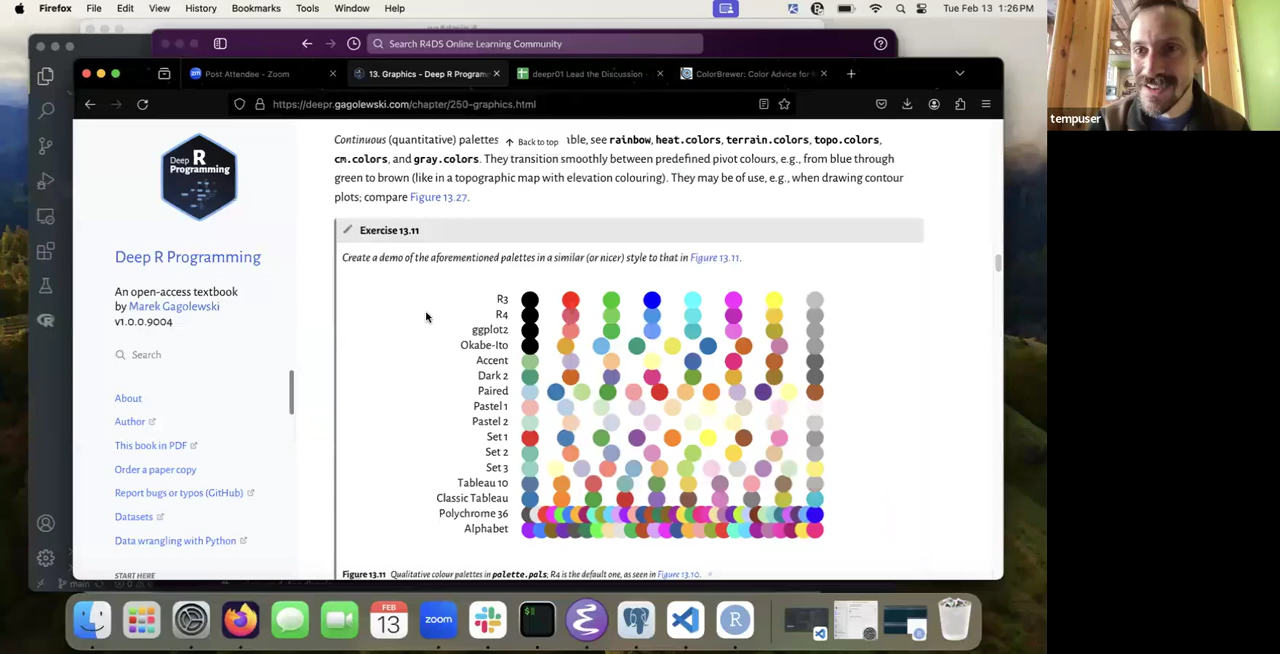 Firefox File Edit View History Bookmarks Tools Window Help Tue Feb 13 1:26 PM
Search R4DS Online Learning Community
Post Attendee - Zoom 13. Graphics - Deep R Program deepr01 Lead the Discussion - ColorBrewer: Color Advice for
https://deepr.gagolewski.com/chapter/250-graphics.html
tempuser
Deep R Programming
Deep R Programming
An open-access textbook
by Marek Gagolewski
v1.0.0.9004
Search
About
Author
This book in PDF
Order a paper copy
Report bugs or typos (GitHub)
Datasets
Data wrangling with Python
START HERE
Back to top
Continuous (quantitative) palettes ble, see rainbow, heat.colors, terrain.colors, topo.colors,
cm.colors, and gray.colors. They transition smoothly between predefined pivot colours, e.g., from blue through
green to brown (like in a topographic map with elevation colouring). They may be of use, e.g., when drawing contour
plots; compare Figure 13.27.
Exercise 13.11
Create a demo of the aforementioned palettes in a similar (or nicer) style to that in Figure 13.11.
R3
R4
ggplot2
Okabe-Ito
Accent
Dark 2
Paired
Pastel 1
Pastel 2
Set 1
Set 2
Set 3
Tableau 10
Classic Tableau
Polychrome 36
Alphabet
Figure 13.11 Qualitative colour palettes in palette.pals; R4 is the default one, as seen in Figure 13.10.
main
FEB
13
zoom